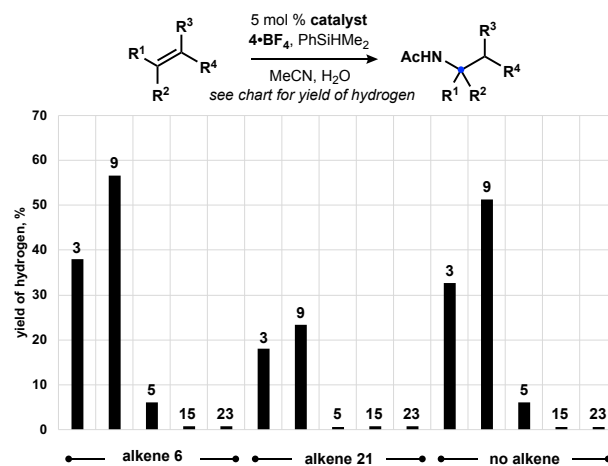 R3
R1
R4
R2
5 mol % catalyst
4•BF4, PhSiHMe2
MeCN, H2O
see chart for yield of hydrogen
R3
AcHN
R4
R1 R2
yield of hydrogen, %
70
60
50
40
30
20
10
0
3 9 5 15 23
3 9 5 15 23
3 9 5 15 23
alkene 6 alkene 21 no alkene